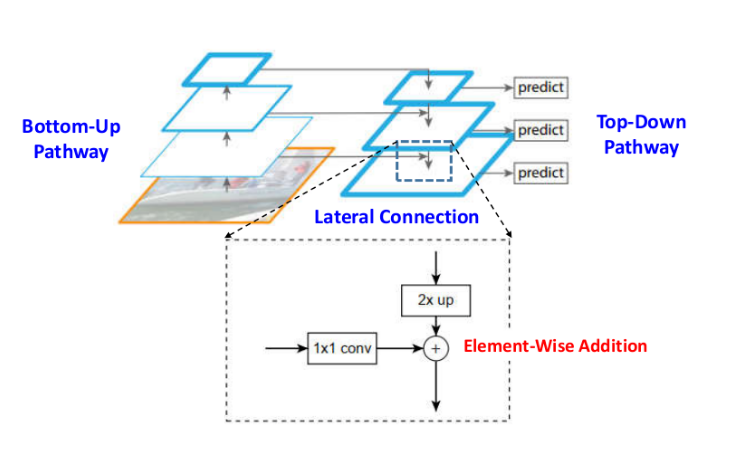 Bottom-Up
Pathway
predict
predict
predict
Top-Down
Pathway
Lateral Connection
2x up
1x1 conv
+
Element-Wise Addition